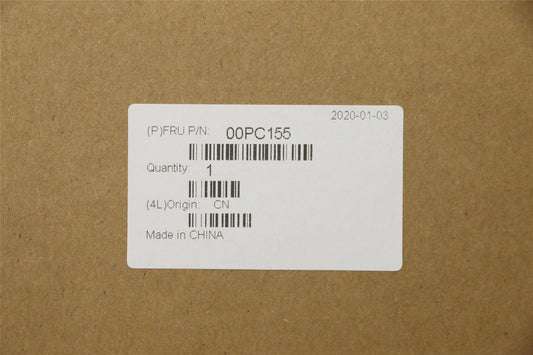 2020-01-03
(P)FRU P/N: 00PC155
Quantity: 1
(4L)Origin: CN
Made in CHINA